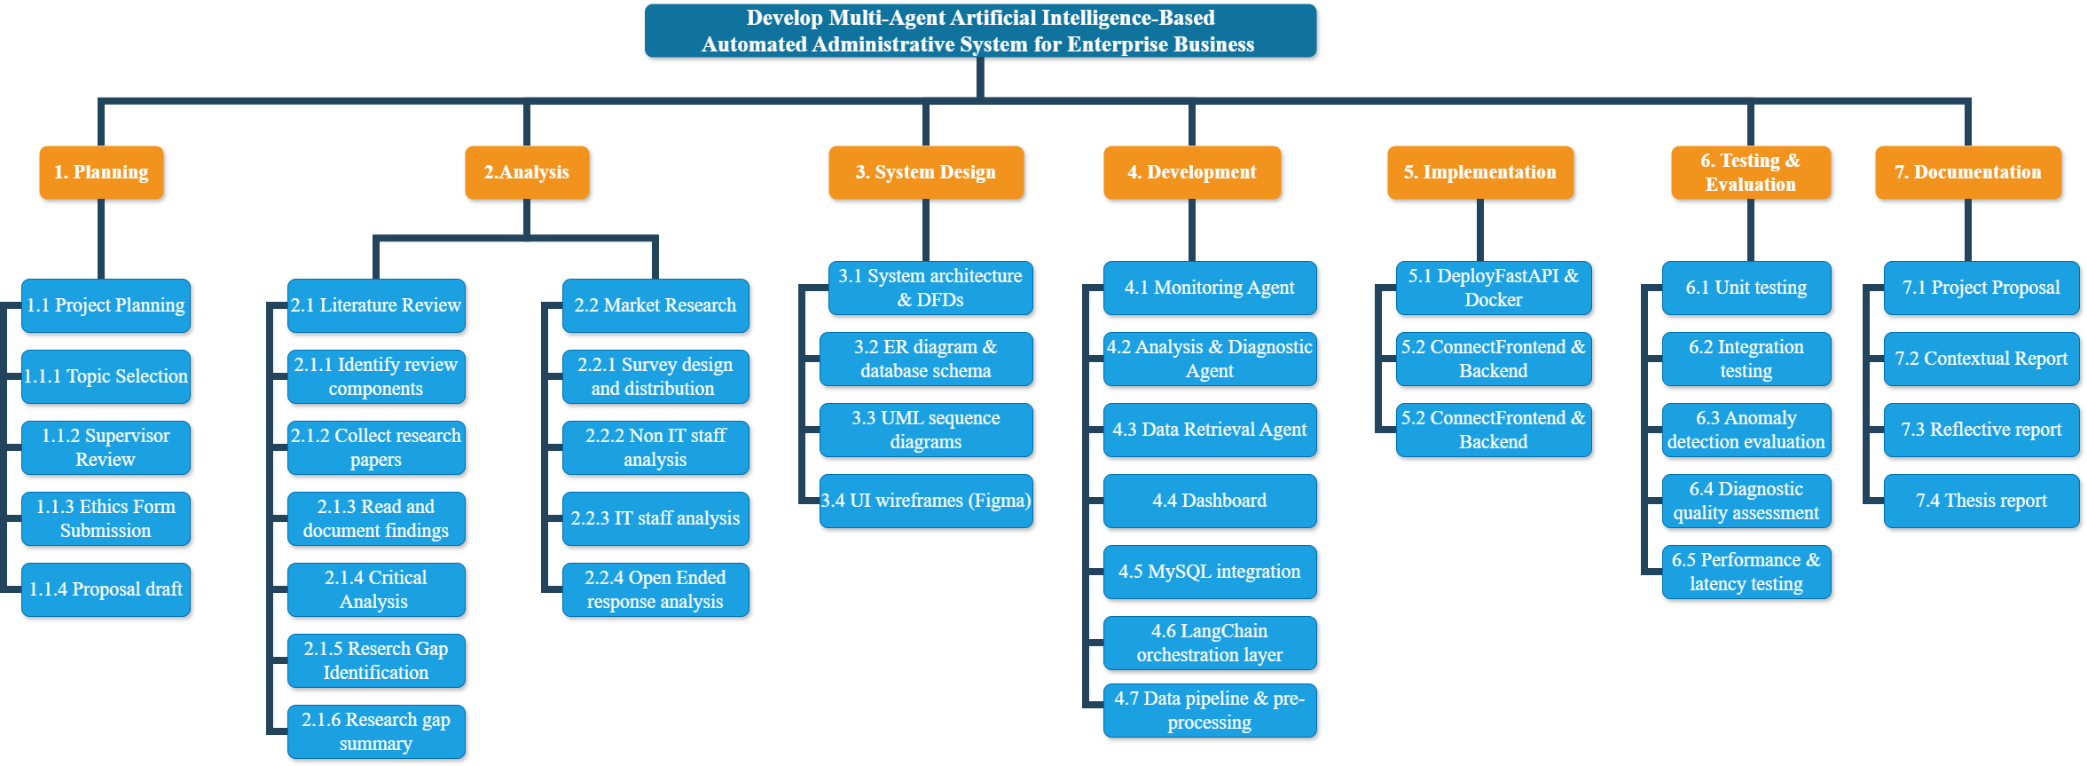 Develop Multi-Agent Artificial Intelligence-Based
Automated Administrative System for Enterprise Business
1. Planning
1.1 Project Planning
1.1.1 Topic Selection
1.1.2 Supervisor
Review
1.1.3 Ethics Form
Submission
1.1.4 Proposal draft
2.Analysis
2.1 Literature Review
2.1.1 Identify review
components
2.1.2 Collect research
papers
2.1.3 Read and
document findings
2.1.4 Critical
Analysis
2.1.5 Reserch Gap
Identification
2.1.6 Research gap
summary
2.2 Market Research
2.2.1 Survey design
and distribution
2.2.2 Non IT staff
analysis
2.2.3 IT staff analysis
2.2.4 Open Ended
response analysis
3. System Design
3.1 System architecture
& DFDs
3.2 ER diagram &
database schema
3.3 UML sequence
diagrams
3.4 UI wireframes (Figma)
4. Development
4.1 Monitoring Agent
4.2 Analysis & Diagnostic
Agent
4.3 Data Retrieval Agent
4.4 Dashboard
4.5 MySQL integration
4.6 LangChain
orchestration layer
4.7 Data pipeline & pre-
processing
5. Implementation
5.1 DeployFastAPI &
Docker
5.2 ConnectFrontend &
Backend
5.2 ConnectFrontend &
Backend
6. Testing &
Evaluation
6.1 Unit testing
6.2 Integration
testing
6.3 Anomaly
detection evaluation
6.4 Diagnostic
quality assessment
6.5 Performance &
latency testing
7. Documentation
7.1 Project Proposal
7.2 Contextual Report
7.3 Reflective report
7.4 Thesis report